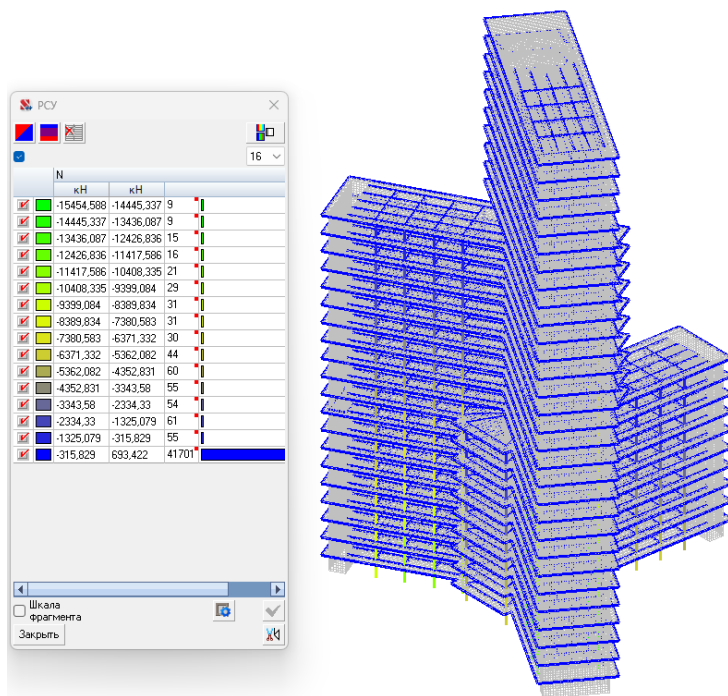 РСУ
16
N
кН кН
-15454,588 -14445,337 9
-14445,337 -13436,087 9
-13436,087 -12426,836 15
-12426,836 -11417,586 16
-11417,586 -10408,335 21
-10408,335 -9399,084 29
-9399,084 -8389,834 31
-8389,834 -7380,583 31
-7380,583 -6371,332 30
-6371,332 -5362,082 44
-5362,082 -4352,831 60
-4352,831 -3343,58 55
-3343,58 -2334,33 54
-2334,33 -1325,079 61
-1325,079 -315,829 55
-315,829 693,422 41701
Шкала
фрагмента
Закрыть